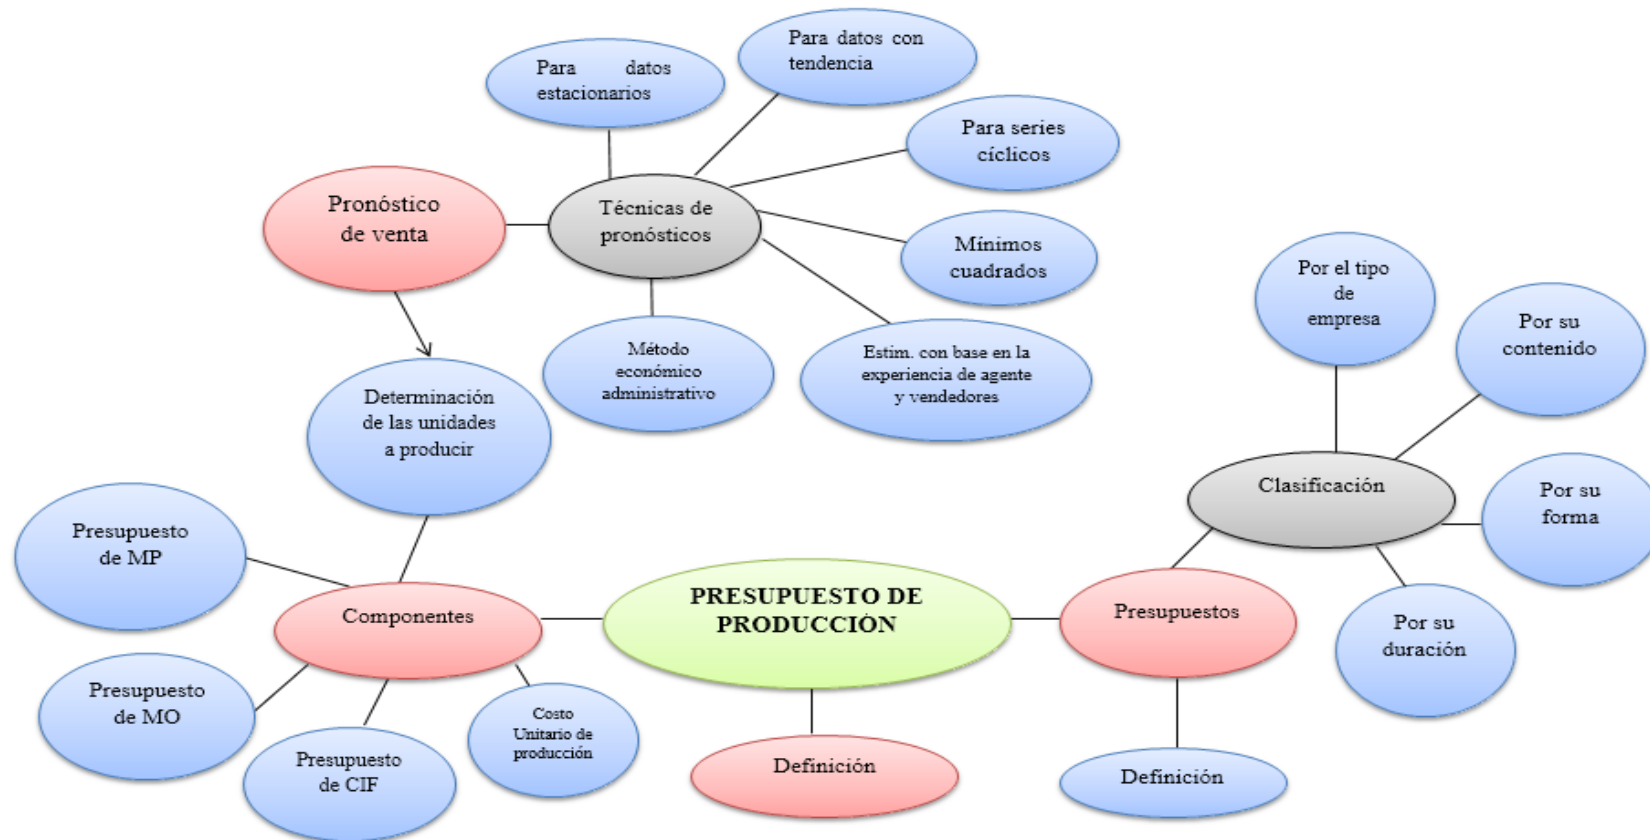 Para datos
estacionarios
Para datos con
tendencia
Para series
cíclicos
Pronóstico
de venta
Técnicas de
pronósticos
Mínimos
cuadrados
Método
económico
administrativo
Estim. con base en la
experiencia de agente
y vendedores
Determinación
de las unidades
a producir
Por el tipo
de
empresa
Por su
contenido
Clasificación
Por su
forma
Por su
duración
Presupuesto
de MP
Componentes
PRESUPUESTO DE
PRODUCCIÓN
Presupuestos
Presupuesto
de MO
Presupuesto
de CIF
Costo
Unitario de
producción
Definición
Definición